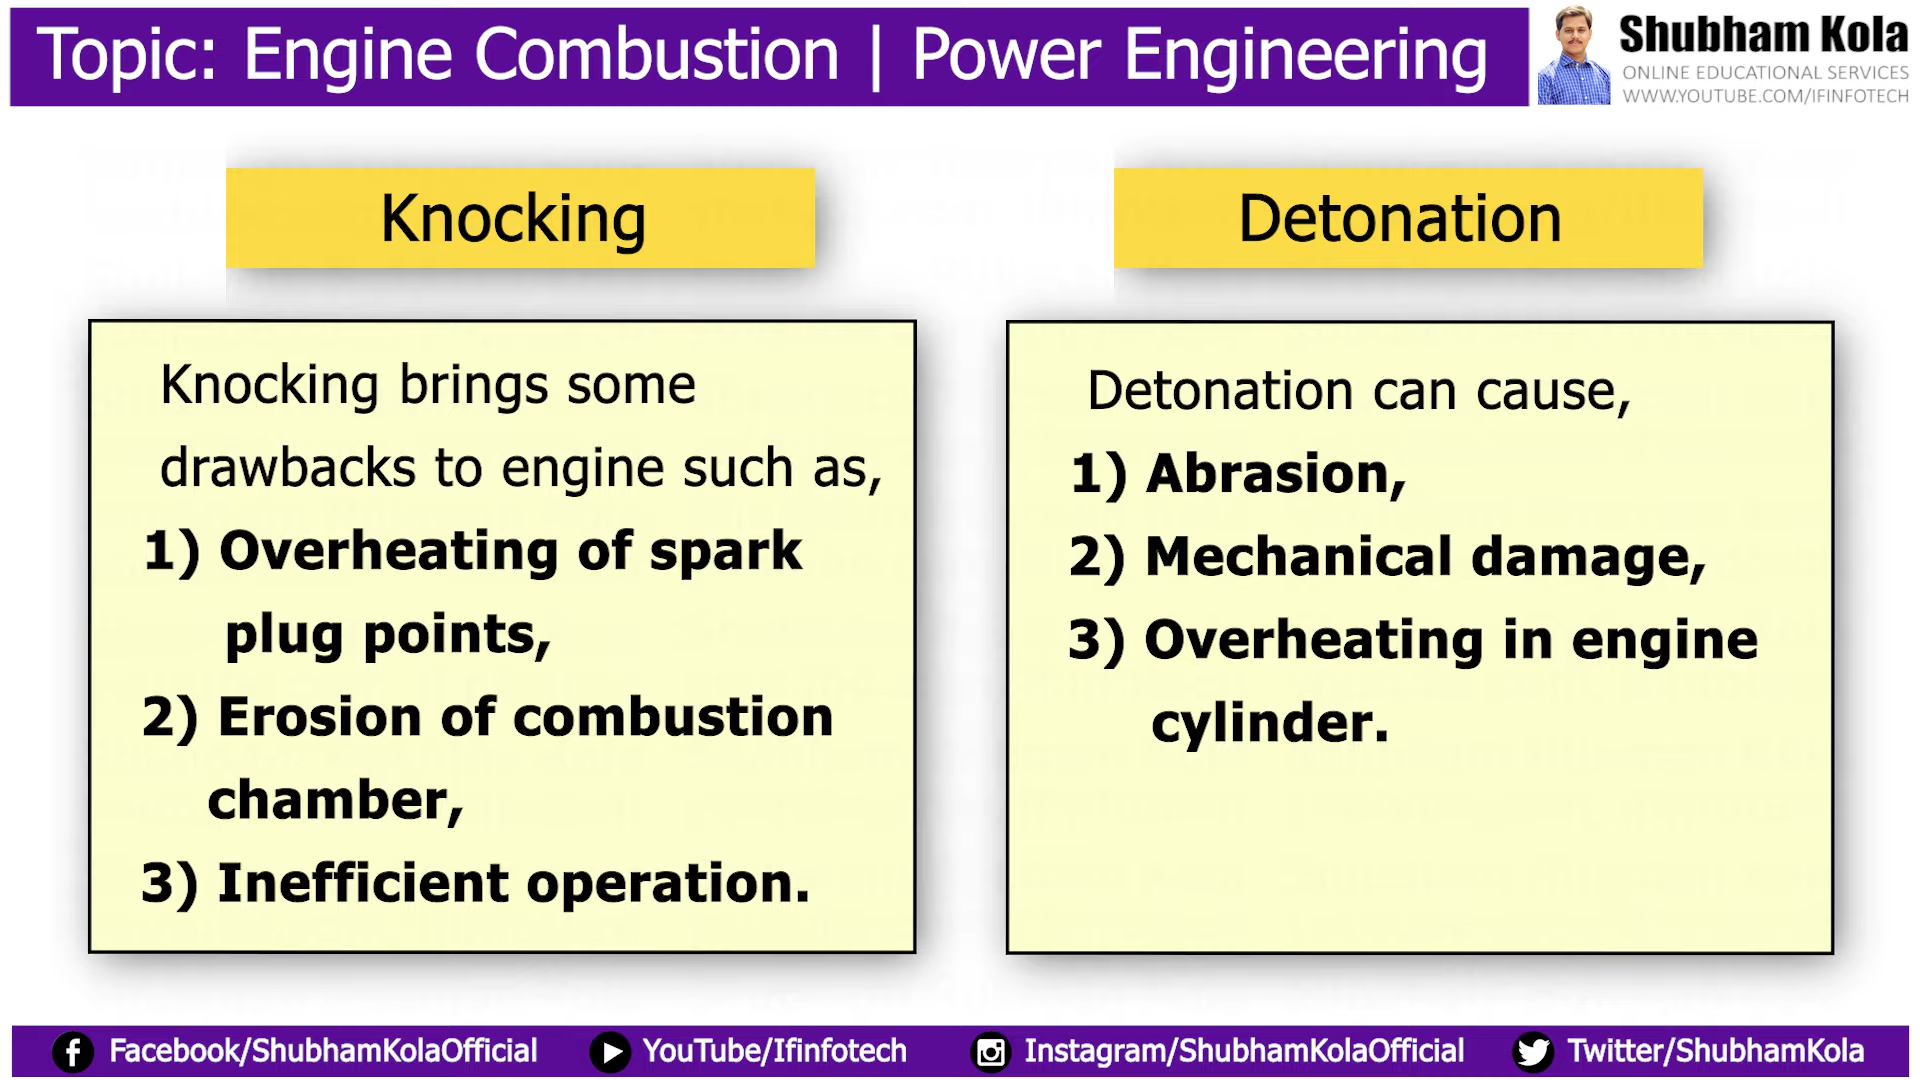 Topic: Engine Combustion | Power Engineering
Shubham Kola
ONLINE EDUCATIONAL SERVICES
WWW.YOUTUBE.COM/IFINFOTECH
Knocking
Knocking brings some
drawbacks to engine such as,
1) Overheating of spark
plug points,
2) Erosion of combustion
chamber,
3) Inefficient operation.
Detonation
Detonation can cause,
1) Abrasion,
2) Mechanical damage,
3) Overheating in engine
cylinder.
Facebook/ShubhamKolaOfficial
YouTube/Ifinfotech
Instagram/ShubhamKolaOfficial
Twitter/ShubhamKola